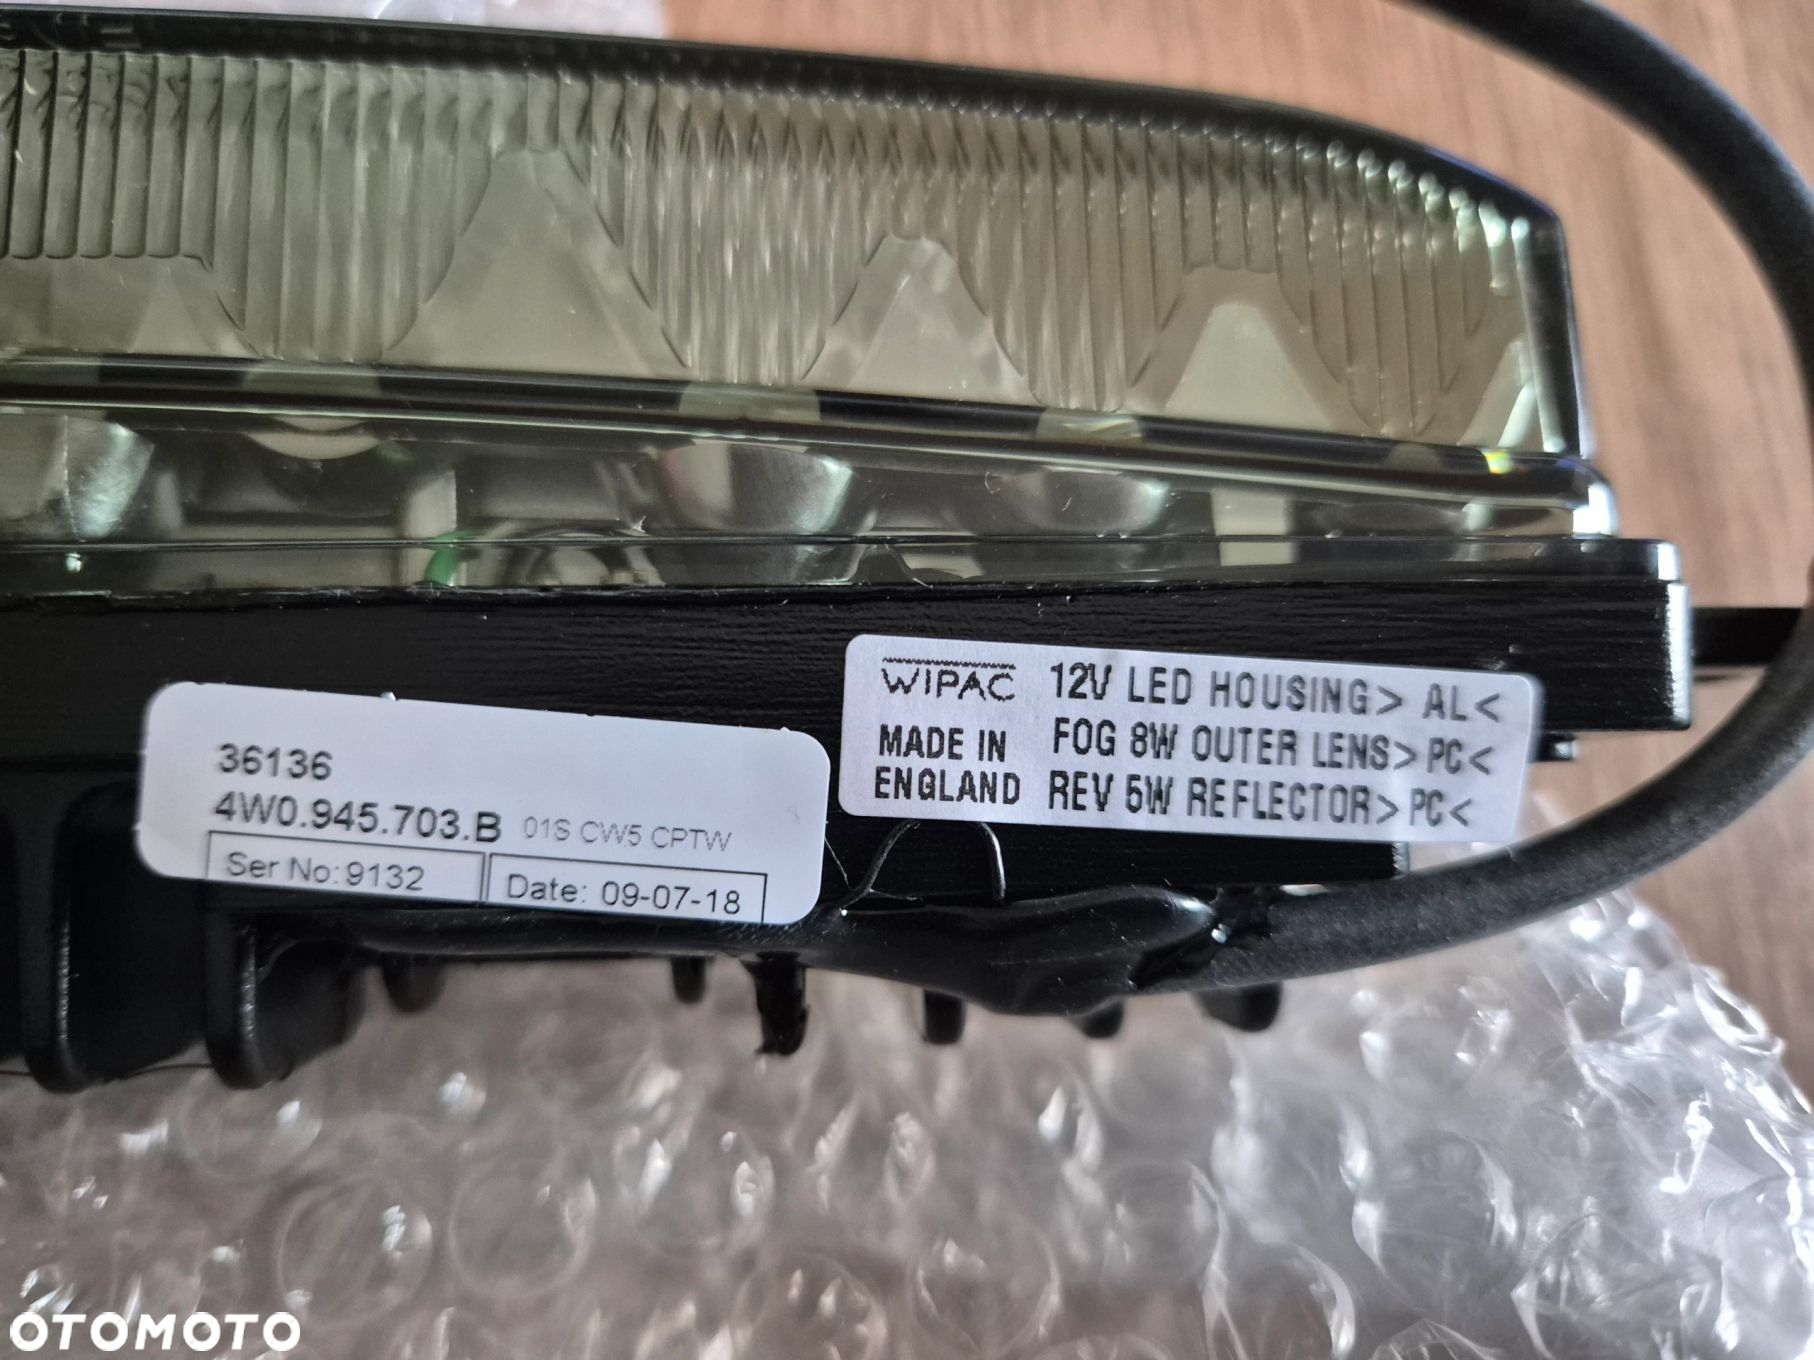 WIPAC 12V LED HOUSING> AL<
MADE IN FOG 8W OUTER LENS> PC<
ENGLAND REV 5W REFLECTOR> PC<
36136
4W0.945.703.B 01S CW5 CPTW
Ser No: 9132 Date: 09-07-18
OTOMOTO